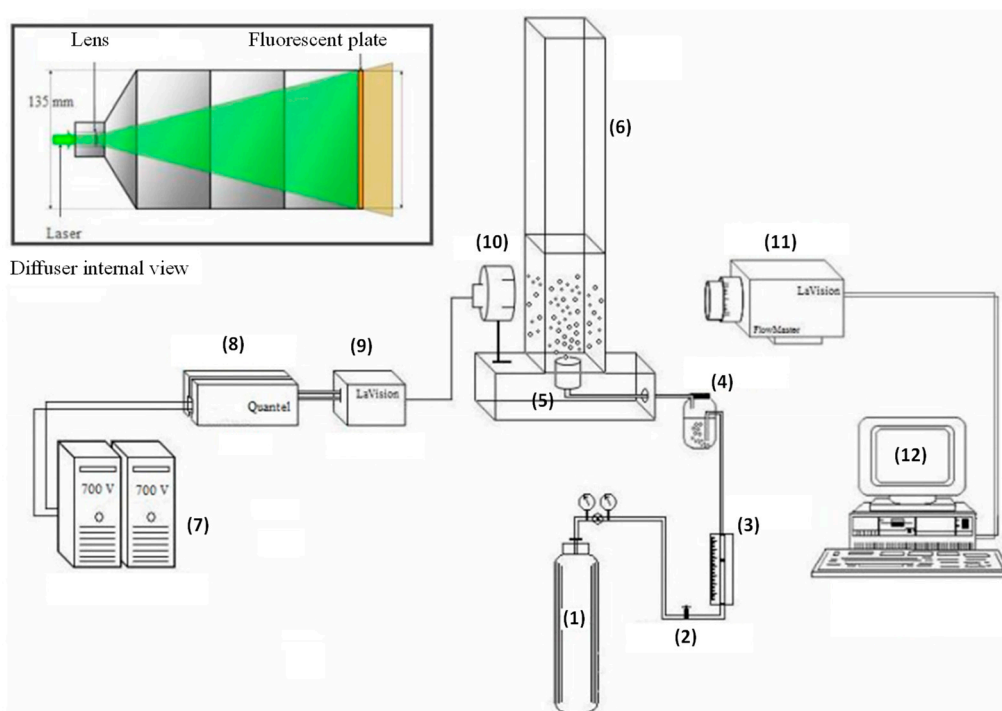 Lens
Fluorescent plate
135 mm
Laser
Diffuser internal view
(6)
(10)
(11)
LaVision
FlowMaster
(8)
(9)
Quantel
LaVision
(5)
(4)
700 V
700 V
(7)
(12)
(3)
(1)
(2)